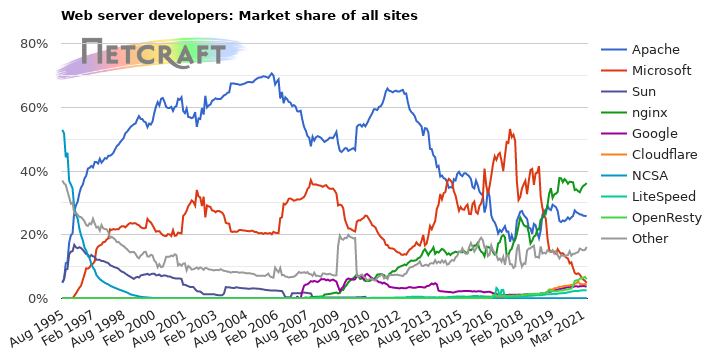 Web server developers: Market share of all sites
NETCRAFT
80%
60%
40%
20%
0%
Apache
Microsoft
Sun
nginx
Google
Cloudflare
NCSA
LiteSpeed
OpenResty
Other
Aug 1995
Feb 1997
Aug 1998
Feb 2000
Aug 2001
Feb 2003
Aug 2004
Feb 2006
Aug 2007
Feb 2009
Aug 2010
Feb 2012
Aug 2013
Feb 2015
Aug 2016
Feb 2018
Aug 2019
Mar 2021